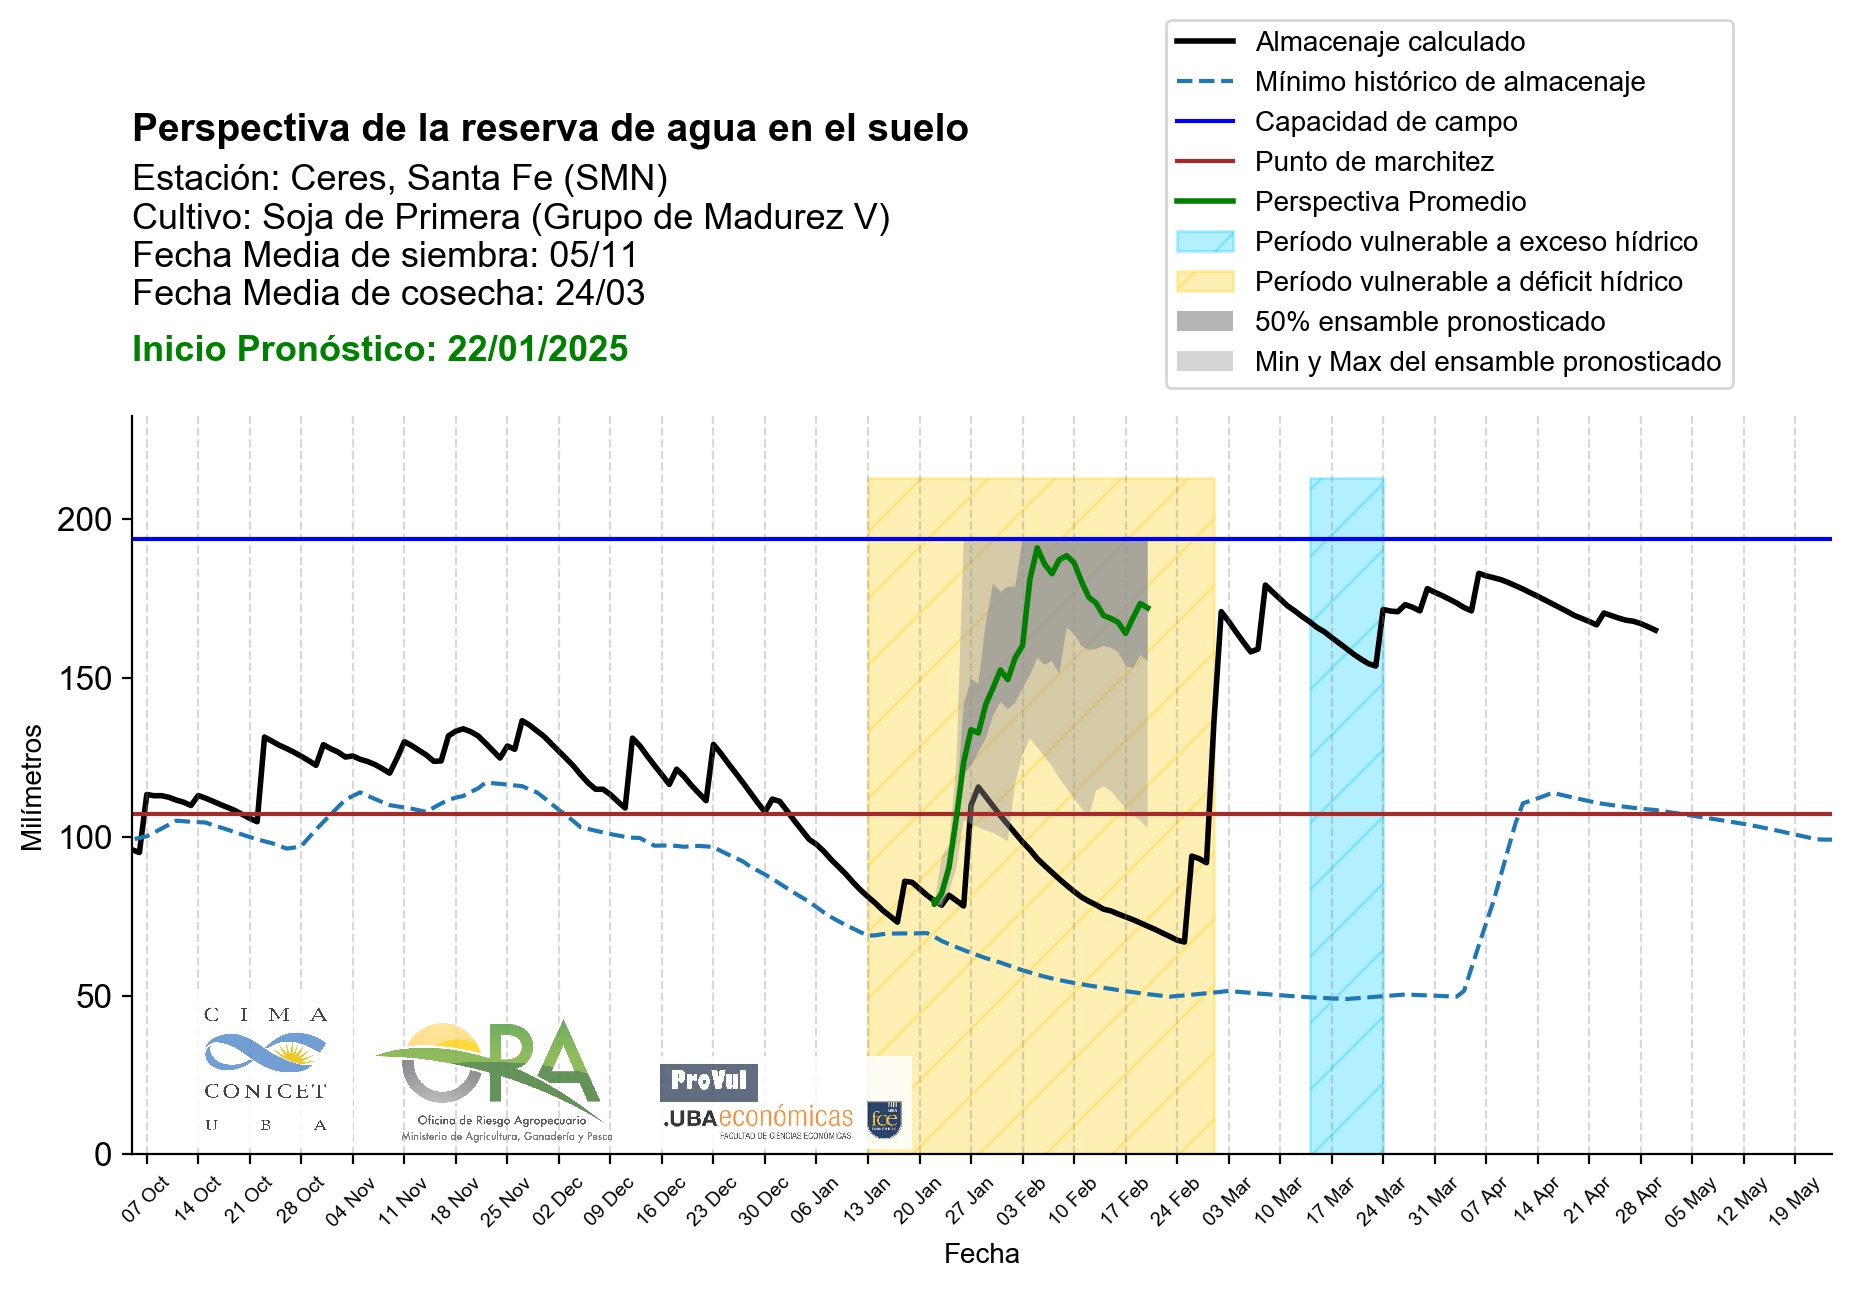 Almacenaje calculado
Mínimo histórico de almacenaje
Capacidad de campo
Punto de marchitez
Perspectiva Promedio
Período vulnerable a exceso hídrico
Período vulnerable a déficit hídrico
50% ensamble pronosticado
Min y Max del ensamble pronosticado
Perspectiva de la reserva de agua en el suelo
Estación: Ceres, Santa Fe (SMN)
Cultivo: Soja de Primera (Grupo de Madurez V)
Fecha Media de siembra: 05/11
Fecha Media de cosecha: 24/03
Inicio Pronóstico: 22/01/2025
Milímetros
200
150
100
50
0
CIMA
CONICET
UBA
ORA
Oficina de Riesgo Agropecuario
Ministerio de Agricultura, Ganadería y Pesca
ProVul
.UBAeconómicas
FACULTAD DE CIENCIAS ECONÓMICAS
UBA
fce
07 Oct
14 Oct
21 Oct
28 Oct
04 Nov
11 Nov
18 Nov
25 Nov
02 Dec
09 Dec
16 Dec
23 Dec
30 Dec
06 Jan
13 Jan
20 Jan
27 Jan
03 Feb
10 Feb
17 Feb
24 Feb
03 Mar
10 Mar
17 Mar
24 Mar
31 Mar
07 Apr
14 Apr
21 Apr
28 Apr
05 May
12 May
19 May
Fecha